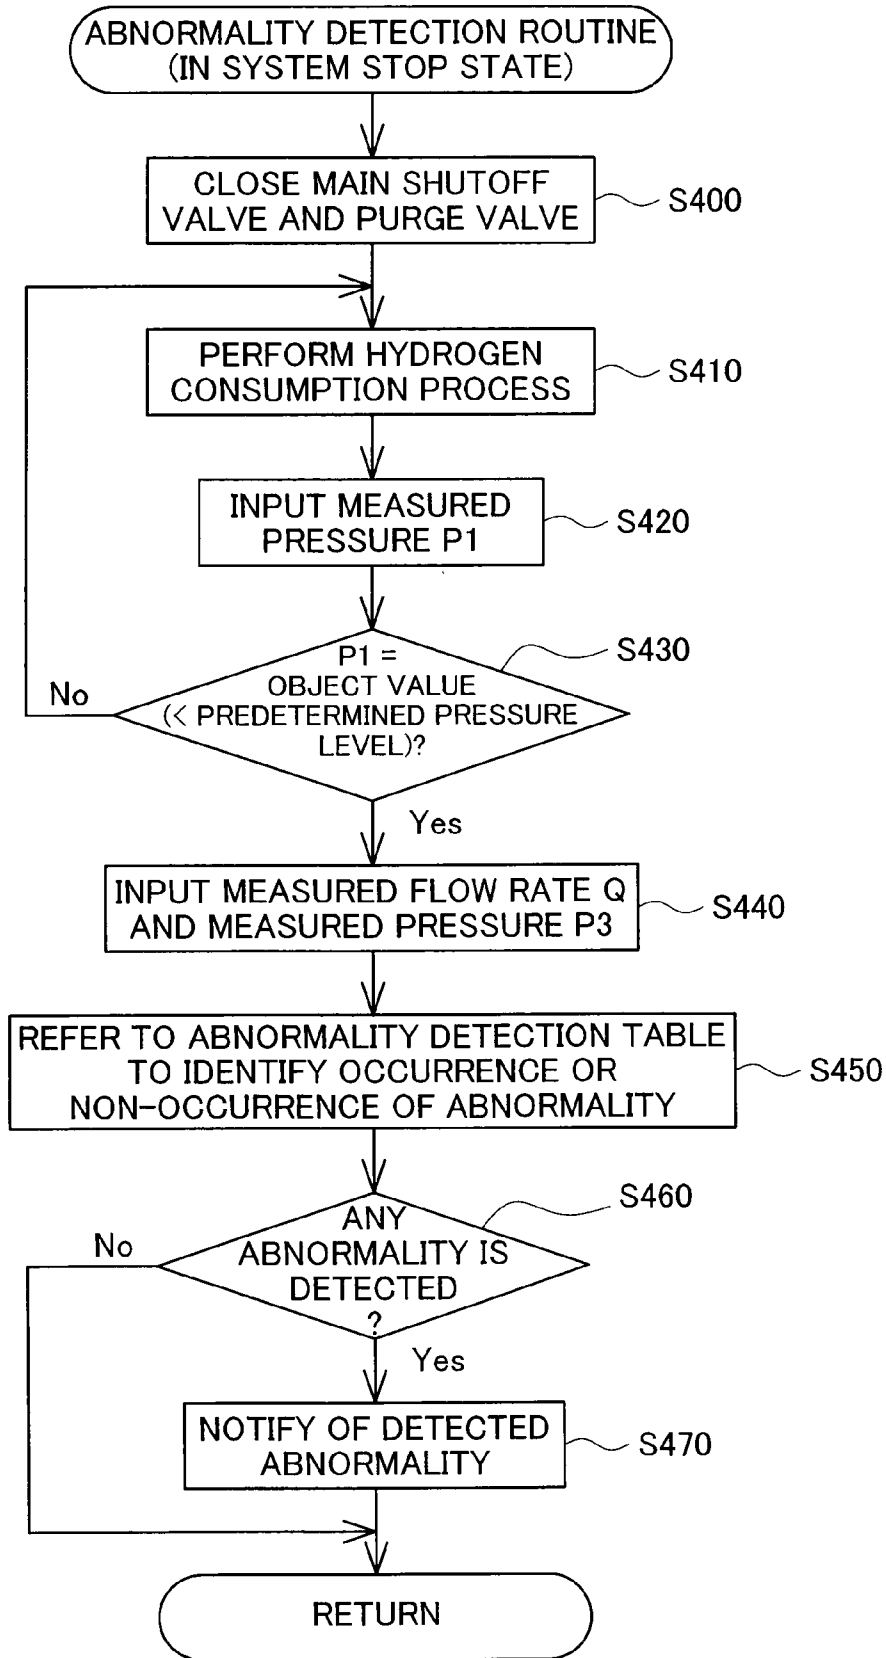 ABNORMALITY DETECTION ROUTINE
(IN SYSTEM STOP STATE)
CLOSE MAIN SHUTOFF
VALVE AND PURGE VALVE
S400
PERFORM HYDROGEN
CONSUMPTION PROCESS
S410
INPUT MEASURED
PRESSURE P1
S420
P1 =
OBJECT VALUE
(< PREDETERMINED PRESSURE
LEVEL)?
S430
No
Yes
INPUT MEASURED FLOW RATE Q
AND MEASURED PRESSURE P3
S440
REFER TO ABNORMALITY DETECTION TABLE
TO IDENTIFY OCCURRENCE OR
NON-OCCURRENCE OF ABNORMALITY
S450
ANY
ABNORMALITY IS
DETECTED
?
S460
No
Yes
NOTIFY OF DETECTED
ABNORMALITY
S470
RETURN